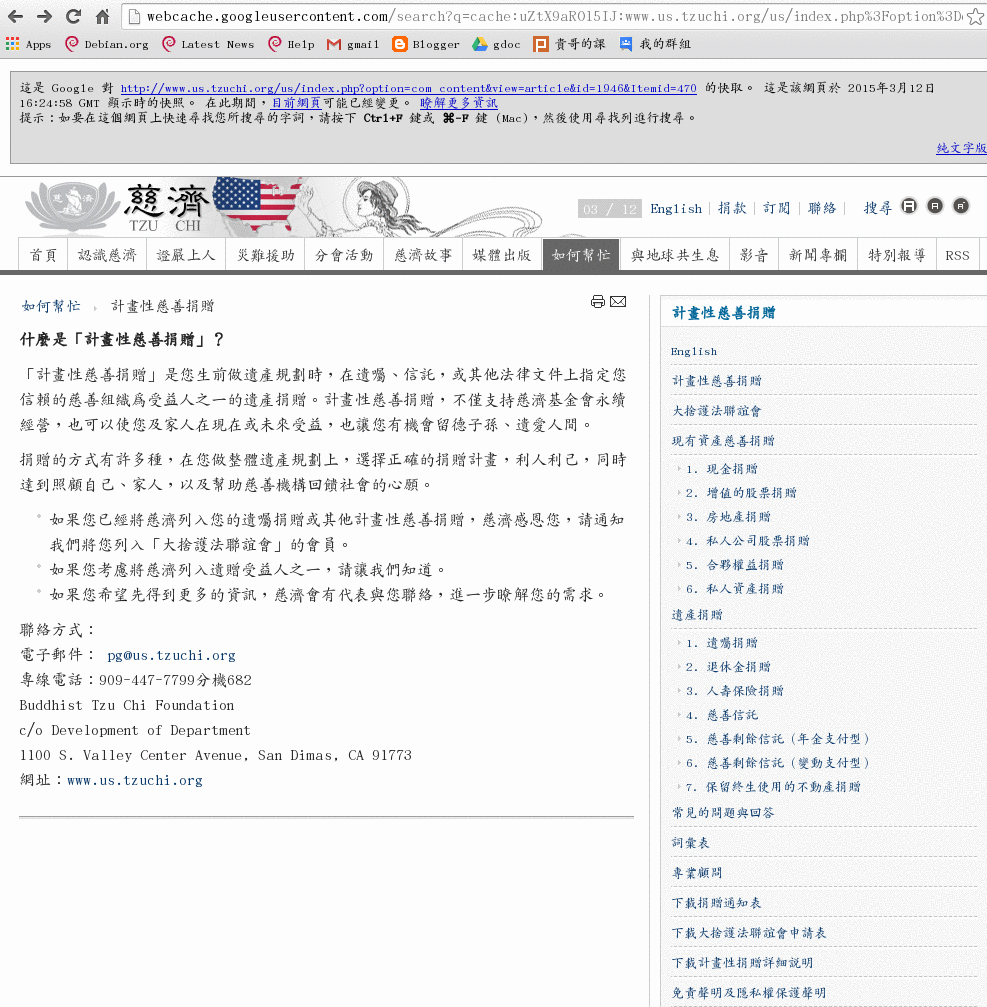 webcache.googleusercontent.com/search?q=cache:uZtX9aRO15IJ:www.us.tzuchi.org/us/index.php%3Foption%3D
Apps Debian.org Latest News Help gmail Blogger gdoc 貴哥的課 我的群組
這是 Google 對 http://www.us.tzuchi.org/us/index.php?option=com_content&view=article&id=1946&Itemid=470 的快取。 這是該網頁於 2015年3月12日
16:24:58 GMT 顯示時的快照。 在此期間，目前網頁可能已經變更。 瞭解更多資訊
提示：如要在這個網頁上快速尋找您所搜尋的字詞，請按下 Ctrl+F 鍵或 ⌘-F 鍵 (Mac)，然後使用尋找列進行搜尋。
純文字版
慈濟
TZU CHI
03 / 12 English 捐款 訂閱 聯絡 搜尋 A A A
首頁 認識慈濟 證嚴上人 災難援助 分會活動 慈濟故事 媒體出版 如何幫忙 與地球共生息 影音 新聞專欄 特別報導 RSS
如何幫忙 計畫性慈善捐贈
什麼是「計畫性慈善捐贈」？
「計畫性慈善捐贈」是您生前做遺產規劃時，在遺囑、信託，或其他法律文件上指定您
信賴的慈善組織為受益人之一的遺產捐贈。計畫性慈善捐贈，不僅支持慈濟基金會永續
經營，也可以使您及家人在現在或未來受益，也讓您有機會留德子孫、遺愛人間。
捐贈的方式有許多種，在您做整體遺產規劃上，選擇正確的捐贈計畫，利人利己，同時
達到照顧自己、家人，以及幫助慈善機構回饋社會的心願。
如果您已經將慈濟列入您的遺囑捐贈或其他計畫性慈善捐贈，慈濟感恩您，請通知
我們將您列入「大捨護法聯誼會」的會員。
如果您考慮將慈濟列入遺贈受益人之一，請讓我們知道。
如果您希望先得到更多的資訊，慈濟會有代表與您聯絡，進一步瞭解您的需求。
聯絡方式：
電子郵件： pg@us.tzuchi.org
專線電話：909-447-7799分機682
Buddhist Tzu Chi Foundation
c/o Development of Department
1100 S. Valley Center Avenue, San Dimas, CA 91773
網址：www.us.tzuchi.org
計畫性慈善捐贈
English
計畫性慈善捐贈
大捨護法聯誼會
現有資產慈善捐贈
1. 現金捐贈
2. 增值的股票捐贈
3. 房地產捐贈
4. 私人公司股票捐贈
5. 合夥權益捐贈
6. 私人資產捐贈
遺產捐贈
1. 遺囑捐贈
2. 退休金捐贈
3. 人壽保險捐贈
4. 慈善信託
5. 慈善剩餘信託（年金支付型）
6. 慈善剩餘信託（變動支付型）
7. 保留終生使用的不動產捐贈
常見的問題與回答
詞彙表
專業顧問
下載捐贈通知表
下載大捨護法聯誼會申請表
下載計畫性捐贈詳細說明
免責聲明及隱私權保護聲明